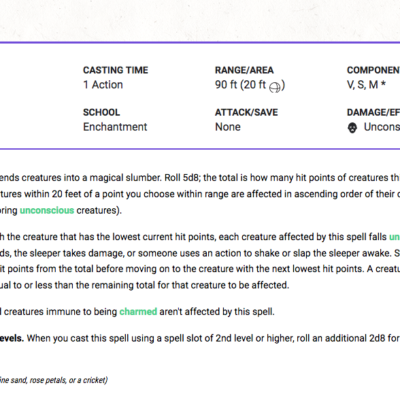 CASTING TIME RANGE/AREA COMPONEN
1 Action 90 ft (20 ft ) V, S, M *
SCHOOL ATTACK/SAVE DAMAGE/EF
Enchantment None Uncons
ends creatures into a magical slumber. Roll 5d8; the total is how many hit points of creatures th
tures within 20 feet of a point you choose within range are affected in ascending order of their c
oring unconscious creatures).
h the creature that has the lowest current hit points, each creature affected by this spell falls un
ds, the sleeper takes damage, or someone uses an action to shake or slap the sleeper awake. S
it points from the total before moving on to the creature with the next lowest hit points. A creatu
ual to or less than the remaining total for that creature to be affected.
d creatures immune to being charmed aren't affected by this spell.
evels. When you cast this spell using a spell slot of 2nd level or higher, roll an additional 2d8 for
ine sand, rose petals, or a cricket)